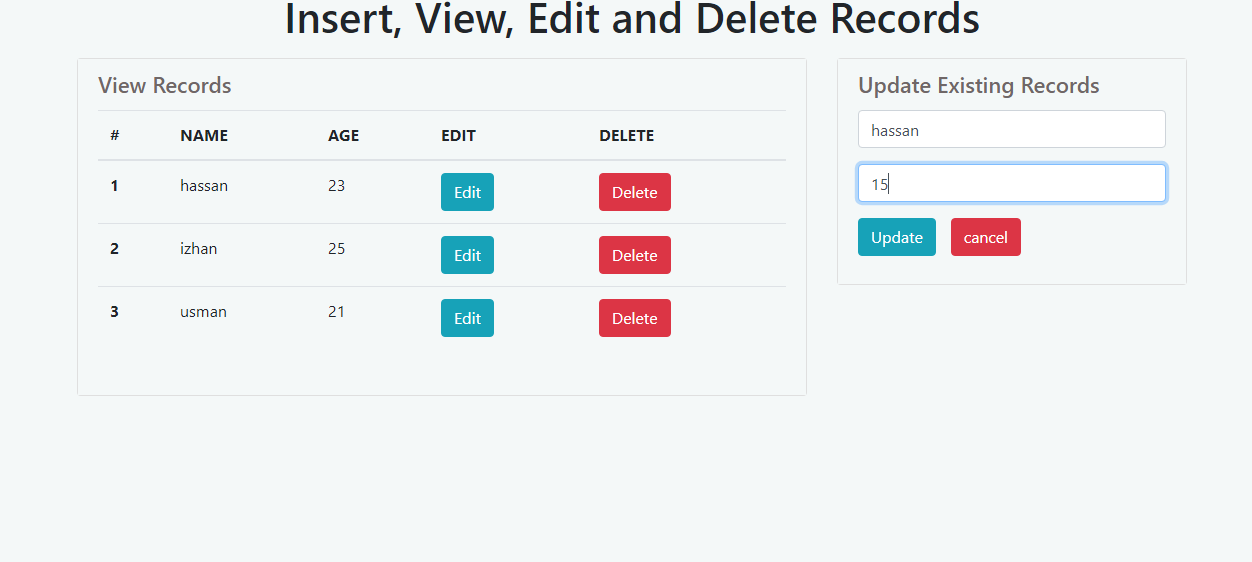 Insert, View, Edit and Delete Records
View Records
# NAME AGE EDIT DELETE
1 hassan 23 Edit Delete
2 izhan 25 Edit Delete
3 usman 21 Edit Delete
Update Existing Records
hassan
15
Update cancel